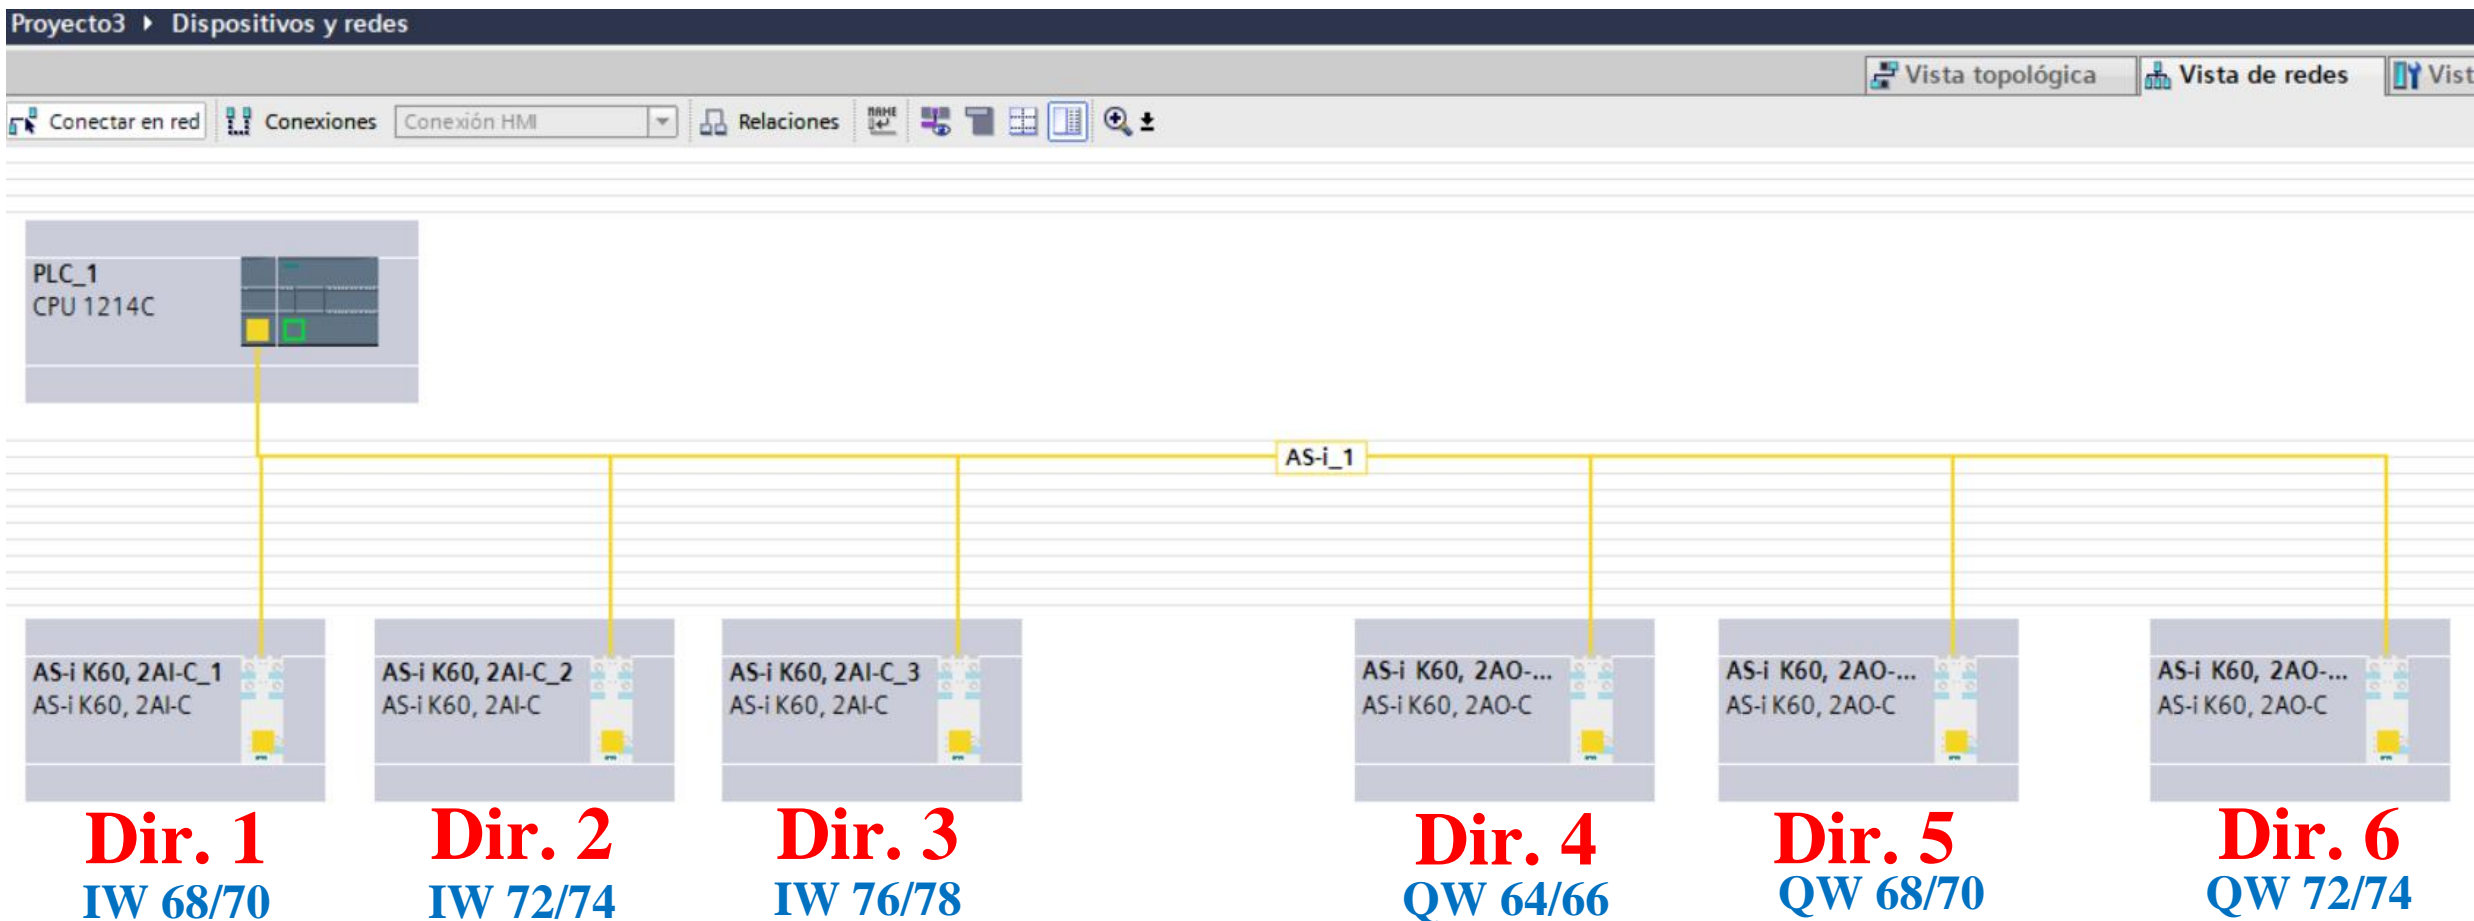 Proyecto3 ▸ Dispositivos y redes
Vista topológica Vista de redes Vist
Conectar en red Conexiones Conexión HMI Relaciones NAME
PLC_1
CPU 1214C
AS-i_1
AS-i K60, 2AI-C_1 AS-i K60, 2AI-C_2 AS-i K60, 2AI-C_3 AS-i K60, 2AO-... AS-i K60, 2AO-... AS-i K60, 2AO-...
AS-i K60, 2AI-C AS-i K60, 2AI-C AS-i K60, 2AI-C AS-i K60, 2AO-C AS-i K60, 2AO-C AS-i K60, 2AO-C
Dir. 1 Dir. 2 Dir. 3 Dir. 4 Dir. 5 Dir. 6
IW 68/70 IW 72/74 IW 76/78 QW 64/66 QW 68/70 QW 72/74